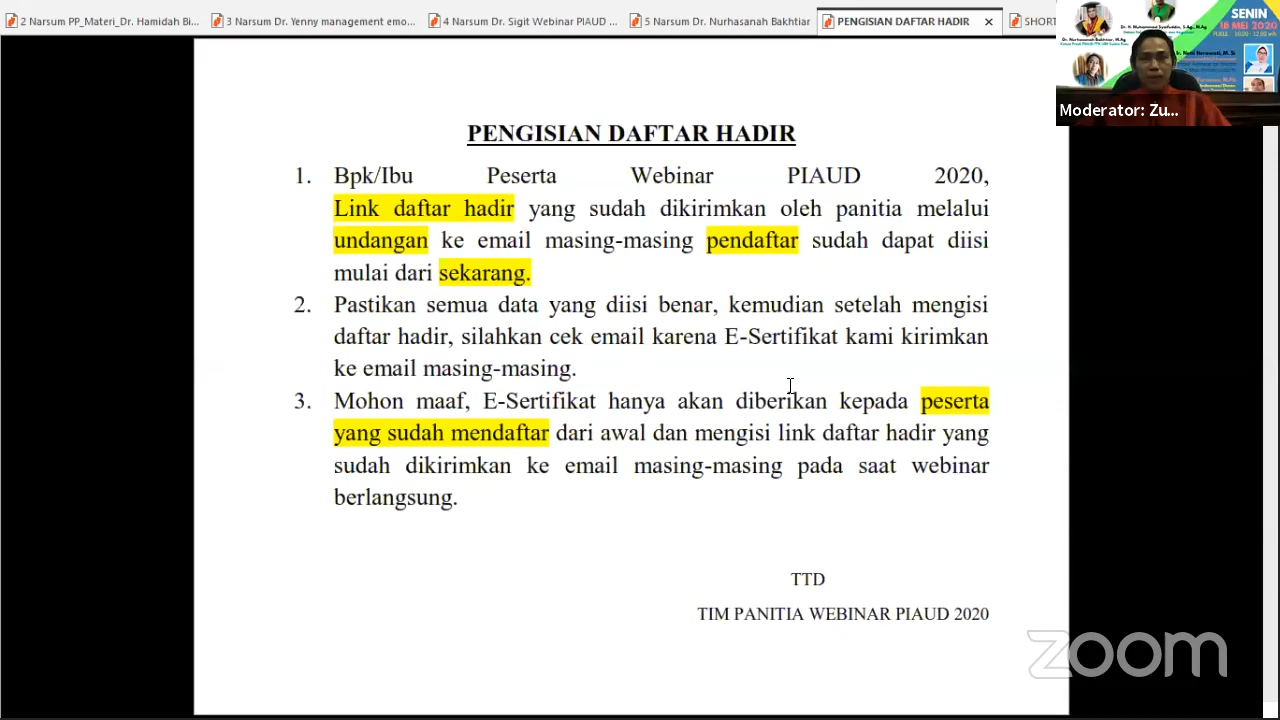 2 Narsum PP_Materi_Dr. Hamidah Bi...
3 Narsum Dr. Yenny management emo...
4 Narsum Dr. Sigit Webinar PIAUD ...
5 Narsum Dr. Nurhasanah Bakhtiar
PENGISIAN DAFTAR HADIR
SHORT
SENIN
18 MEI 2020
Dr. Nurhasanah Bakhtiar, M.Ag
Moderator: Zu...
PENGISIAN DAFTAR HADIR
1. Bpk/Ibu Peserta Webinar PIAUD 2020,
Link daftar hadir yang sudah dikirimkan oleh panitia melalui
undangan ke email masing-masing pendaftar sudah dapat diisi
mulai dari sekarang.
2. Pastikan semua data yang diisi benar, kemudian setelah mengisi
daftar hadir, silahkan cek email karena E-Sertifikat kami kirimkan
ke email masing-masing.
3. Mohon maaf, E-Sertifikat hanya akan diberikan kepada peserta
yang sudah mendaftar dari awal dan mengisi link daftar hadir yang
sudah dikirimkan ke email masing-masing pada saat webinar
berlangsung.
TTD
TIM PANITIA WEBINAR PIAUD 2020
zoom